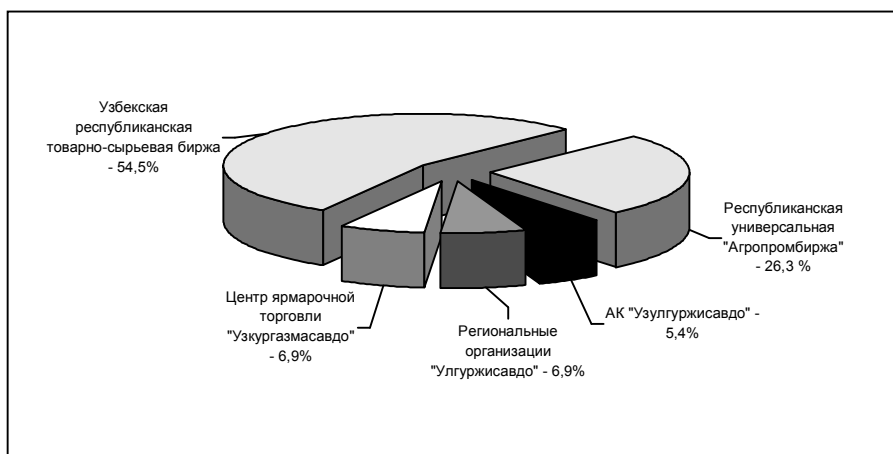 Узбекская
республиканская
товарно-сырьевая биржа
- 54,5%
Республиканская
универсальная
"Агропромбиржа"
- 26,3 %
АК "Узулгуржисавдо" -
5,4%
Региональные
организации
"Улгуржисавдо" - 6,9%
Центр ярмарочной
торговли
"Узкургазмасавдо"
- 6,9%